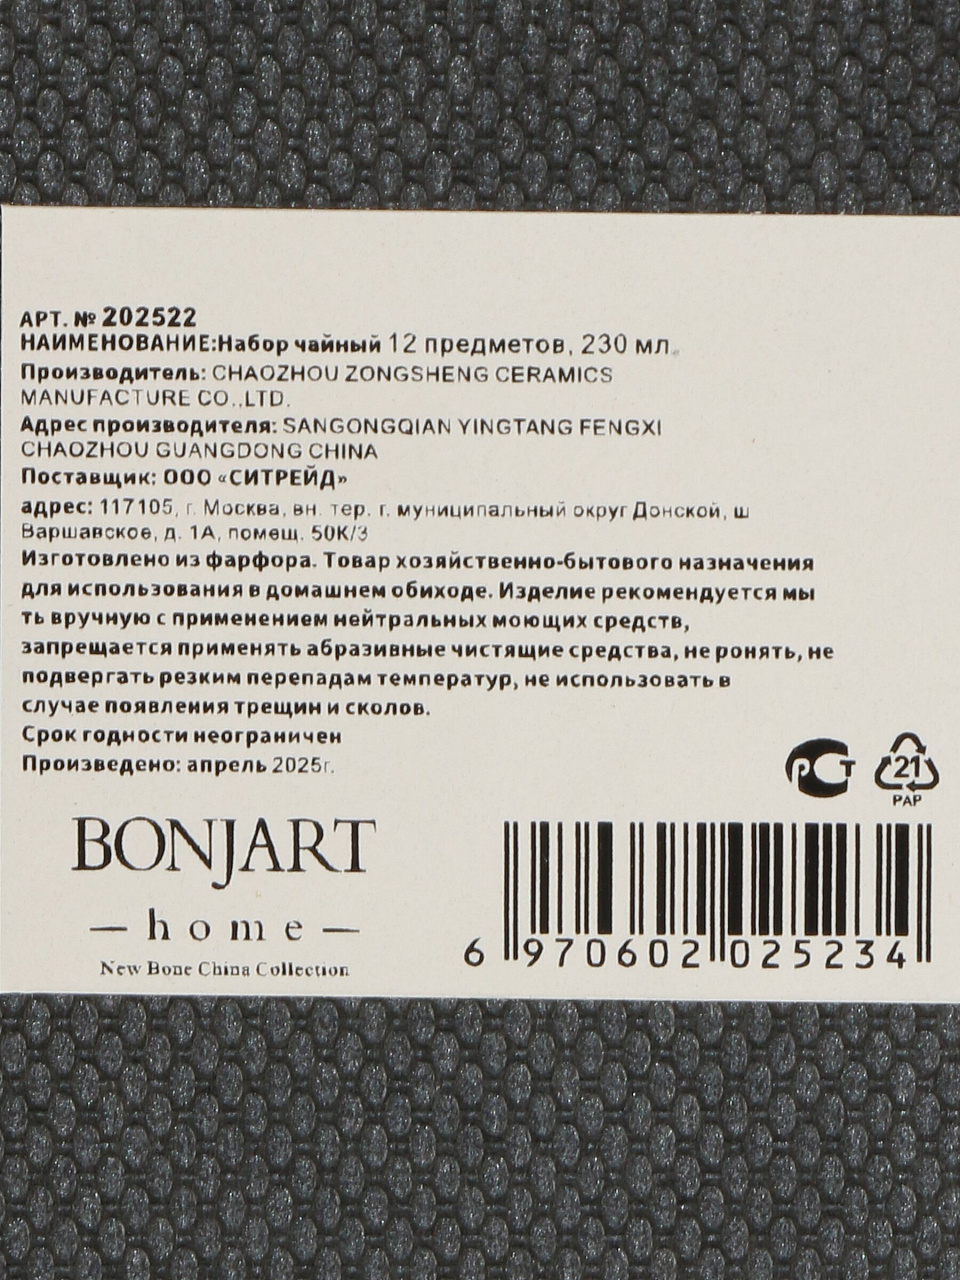 АРТ. № 202522
НАИМЕНОВАНИЕ:Набор чайный 12 предметов, 230 мл.
Производитель: CHAOZHOU ZONGSHENG CERAMICS
MANUFACTURE CO.,LTD.
Адрес производителя: SANGONGQIAN YINGTANG FENGXI
CHAOZHOU GUANGDONG CHINA
Поставщик: ООО «СИТРЕЙД»
адрес: 117105, г. Москва, вн. тер. г. муниципальный округ Донской, ш
Варшавское, д. 1А, помещ. 50К/3
Изготовлено из фарфора. Товар хозяйственно-бытового назначения
для использования в домашнем обиходе. Изделие рекомендуется мы
ть вручную с применением нейтральных моющих средств,
запрещается применять абразивные чистящие средства, не ронять, не
подвергать резким перепадам температур, не использовать в
случае появления трещин и сколов.
Срок годности неограничен
Произведено: апрель 2025г.
РСТ
21
PAP
BONJART
— home —
New Bone China Collection
6 970602 025234